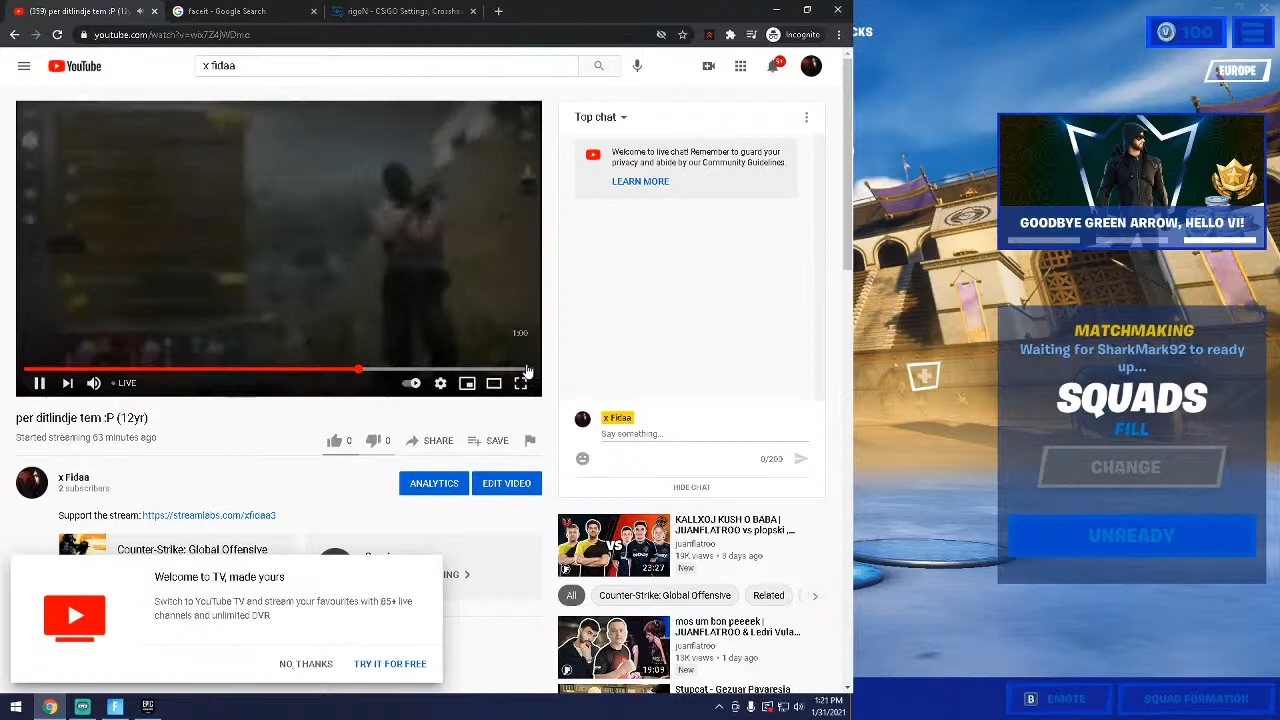 (359) per ditlindje tem :P (12yr)
faceit - Google Search
rigoN - CS:GO Settings, Crossha
youtube.com/watch?v=
Incognito
YouTube
x fidaa
9+
1:00
LIVE
per ditlindje tem :P (12yr)
Started streaming 63 minutes ago
0
0
SHARE
SAVE
x Fidaa
2 subscribers
ANALYTICS
EDIT VIDEO
Support the stream: https://streamlabs.com/xfidaa3
Counter-Strike: Global Offensive
Welcome to TV, made yours
Switch to YouTube TV and stream your favourites with 85+ live
channels and unlimited DVR
NO, THANKS
TRY IT FOR FREE
Top chat
Welcome to live chat! Remember to guard your
privacy and abide by our Community Guidelines.
LEARN MORE
x Fidaa
Say something...
0/200
HIDE CHAT
KALLXOJ KUSH O BABA |
JUANFLATROO vs plopski ,...
juanflatroo
19K views • 3 days ago
New
23:27
All
Counter-Strike: Global Offensive
Related
mos um bon peeeek |
JUANFLATROO & Ledri Vula...
juanflatroo
13K views • 1 day ago
New
19:09
Stupcat - Gezuar Pavaresia
CKS
100
EUROPE
GOODBYE GREEN ARROW, HELLO VI!
MATCHMAKING
Waiting for SharkMark92 to ready
up...
SQUADS
FILL
CHANGE
UNREADY
B EMOTE
SQUAD FORMATION
1:21 PM
1/31/2021